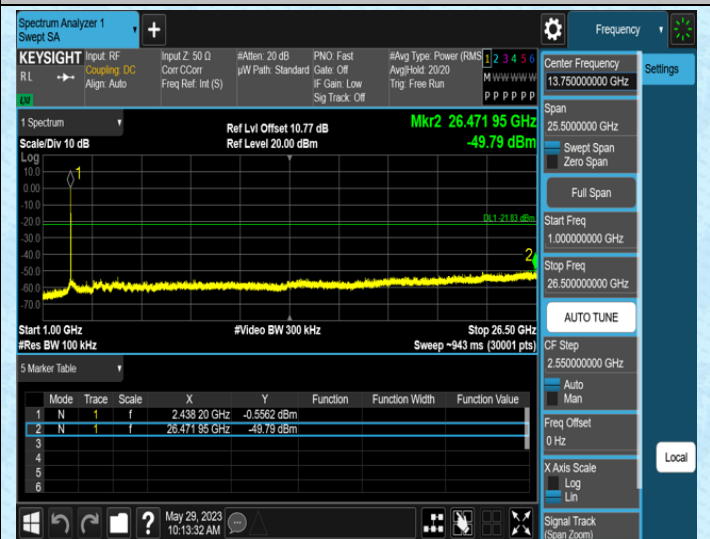 Spectrum Analyzer 1
Swept SA
+
Frequency
KEYSIGHT
RL
LXI
Input: RF
Coupling: DC
Align: Auto
Input Z: 50 Ω
Corr CCorr
Freq Ref: Int (S)
#Atten: 20 dB
µW Path: Standard
PNO: Fast
Gate: Off
IF Gain: Low
Sig Track: Off
#Avg Type: Power (RMS
Avg|Hold: 20/20
Trig: Free Run
1 2 3 4 5 6
M W W W W W
P P P P P P
1 Spectrum
Scale/Div 10 dB
Ref Lvl Offset 10.77 dB
Ref Level 20.00 dBm
Mkr2 26.471 95 GHz
-49.79 dBm
Log
10.0
0.00
-10.0
-20.0
-30.0
-40.0
-50.0
-60.0
-70.0
1
DL1 -21.83 dBm
2
Start 1.00 GHz
#Res BW 100 kHz
#Video BW 300 kHz
Stop 26.50 GHz
Sweep ~943 ms (30001 pts)
5 Marker Table
Mode Trace Scale X Y Function Function Width Function Value
1 N 1 f 2.438 20 GHz -0.5562 dBm
2 N 1 f 26.471 95 GHz -49.79 dBm
3
4
5
6
May 29, 2023
10:13:32 AM
?
Center Frequency
13.750000000 GHz
Span
25.5000000 GHz
Swept Span
Zero Span
Full Span
Start Freq
1.000000000 GHz
Stop Freq
26.500000000 GHz
AUTO TUNE
CF Step
2.550000000 GHz
Auto
Man
Freq Offset
0 Hz
X Axis Scale
Log
Lin
Signal Track
(Span Zoom)
Settings
Local